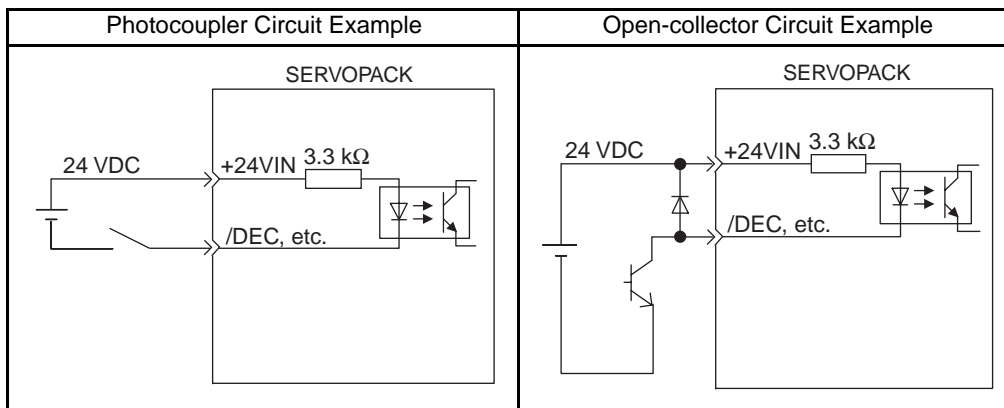 Photocoupler Circuit Example
SERVOPACK
24 VDC
+24VIN
3.3 kΩ
/DEC, etc.
Open-collector Circuit Example
SERVOPACK
24 VDC
+24VIN
3.3 kΩ
/DEC, etc.